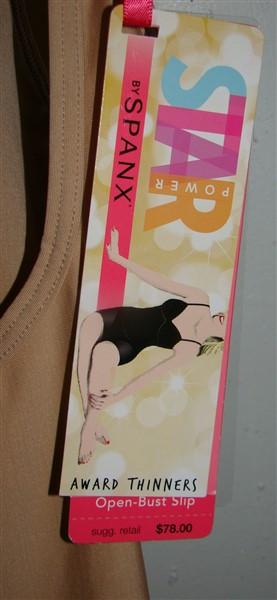 STAR
POWER
BY SPANX®
AWARD THINNERS
Open-Bust Slip
sugg. retail $78.00